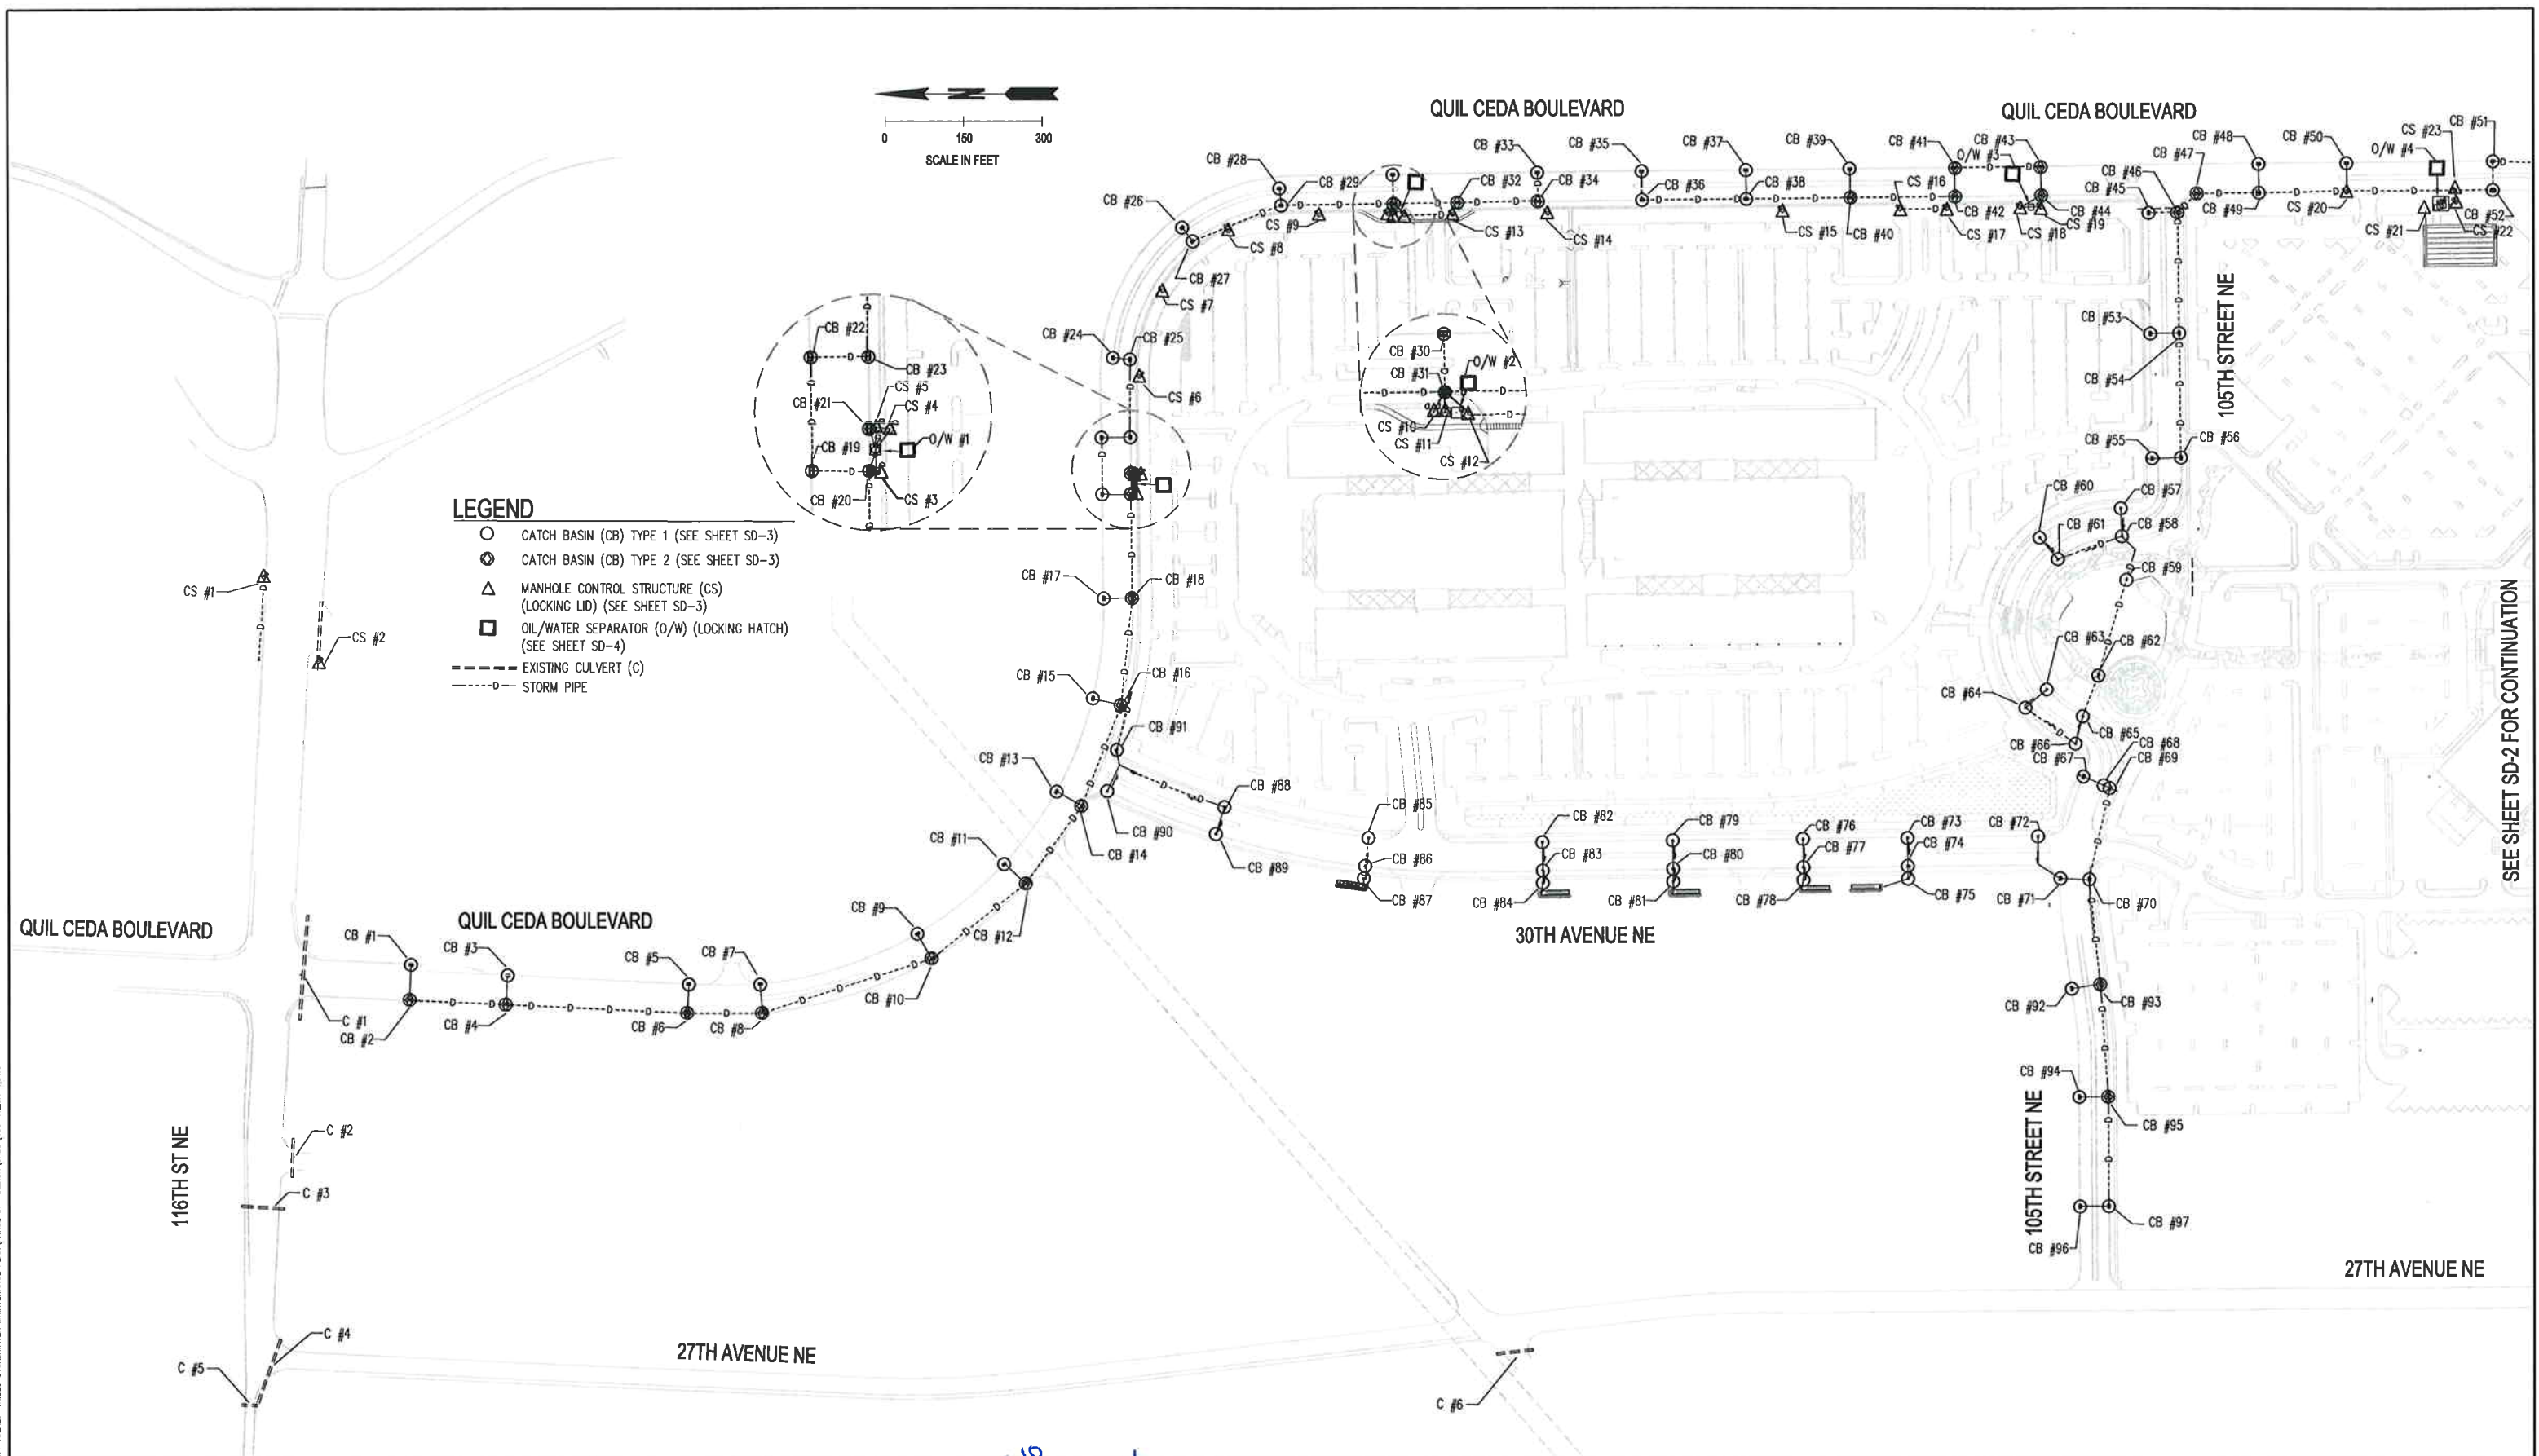 N
0 150 300
SCALE IN FEET
QUIL CEDA BOULEVARD
QUIL CEDA BOULEVARD
CB #28
CB #29
CB #26
CB #27
CS #7
CS #8
CS #9
CB #32
CS #13
CB #33
CB #34
CS #14
CB #35
CB #36
CB #37
CB #38
CS #15
CB #39
CB #40
CS #16
CB #41
CB #42
CS #17
O/W #3
CB #43
CB #44
CS #18
CS #19
CB #45
CB #46
CB #47
CB #48
CB #49
CB #50
CS #20
O/W #4
CS #23
CB #51
CB #52
CS #21
CS #22
CB #24
CB #25
CS #6
CB #22
CB #23
CS #5
CS #4
CB #21
CB #19
O/W #1
CB #20
CS #3
CB #30
O/W #2
CB #31
CS #10
CS #11
CS #12
CB #53
CB #54
105TH STREET NE
CB #55
CB #56
CB #60
CB #57
CB #61
CB #58
CB #59
LEGEND
CATCH BASIN (CB) TYPE 1 (SEE SHEET SD-3)
CATCH BASIN (CB) TYPE 2 (SEE SHEET SD-3)
MANHOLE CONTROL STRUCTURE (CS)
(LOCKING LID) (SEE SHEET SD-3)
OIL/WATER SEPARATOR (O/W) (LOCKING HATCH)
(SEE SHEET SD-4)
EXISTING CULVERT (C)
D STORM PIPE
CS #1
CS #2
CB #17
CB #18
CB #15
CB #16
CB #91
CB #13
CB #14
CB #90
CB #88
CB #89
CB #11
CB #12
CB #9
CB #10
CB #63
CB #62
CB #64
CB #65
CB #66
CB #68
CB #67
CB #69
CB #85
CB #86
CB #87
CB #82
CB #83
CB #84
CB #79
CB #80
CB #81
CB #76
CB #77
CB #78
CB #73
CB #74
CB #75
CB #72
CB #71
CB #70
30TH AVENUE NE
SEE SHEET SD-2 FOR CONTINUATION
QUIL CEDA BOULEVARD
QUIL CEDA BOULEVARD
CB #1
CB #3
CB #5
CB #7
C #1
CB #2
CB #4
CB #6
CB #8
CB #92
CB #93
CB #94
CB #95
CB #96
CB #97
105TH STREET NE
116TH ST NE
C #2
C #3
C #4
C #5
C #6
27TH AVENUE NE
27TH AVENUE NE